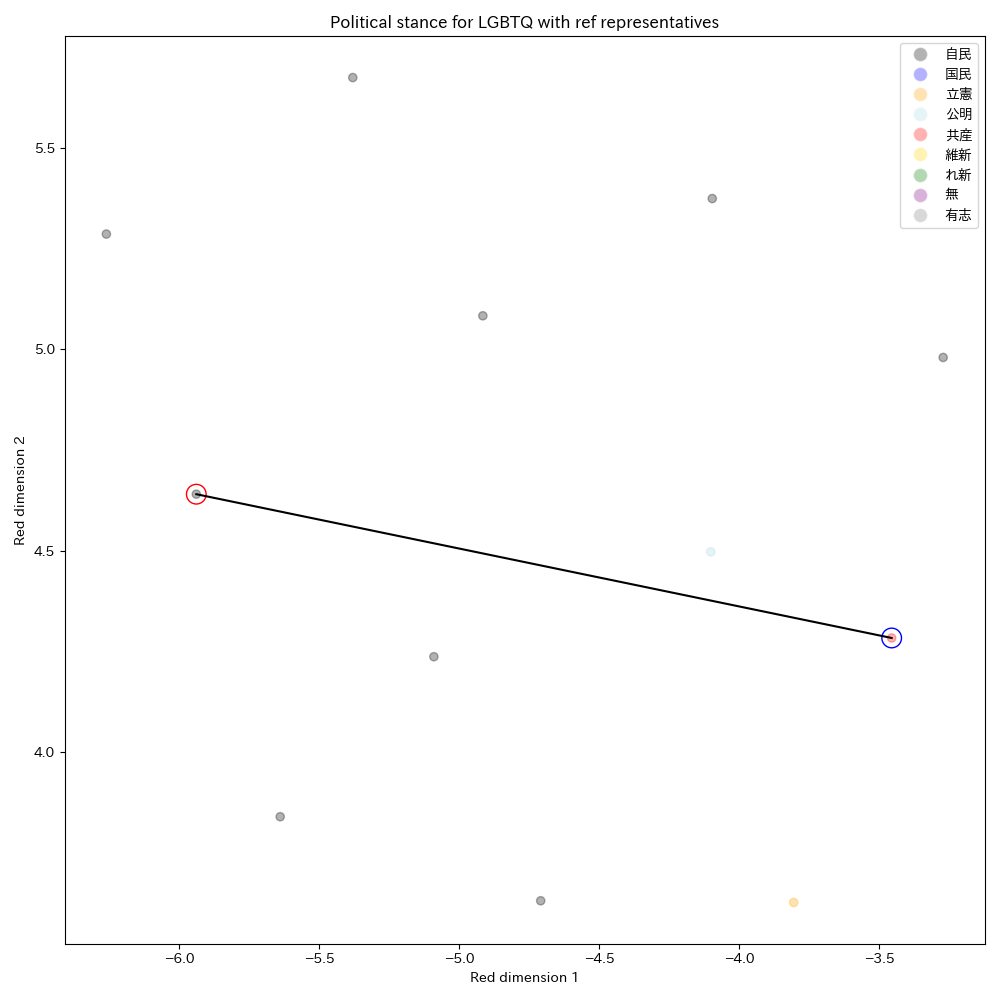 Political stance for LGBTQ with ref representatives
自民
国民
立憲
公明
共産
維新
れ新
無
有志
5.5
5.0
4.5
4.0
Red dimension 2
−6.0 −5.5 −5.0 −4.5 −4.0 −3.5
Red dimension 1